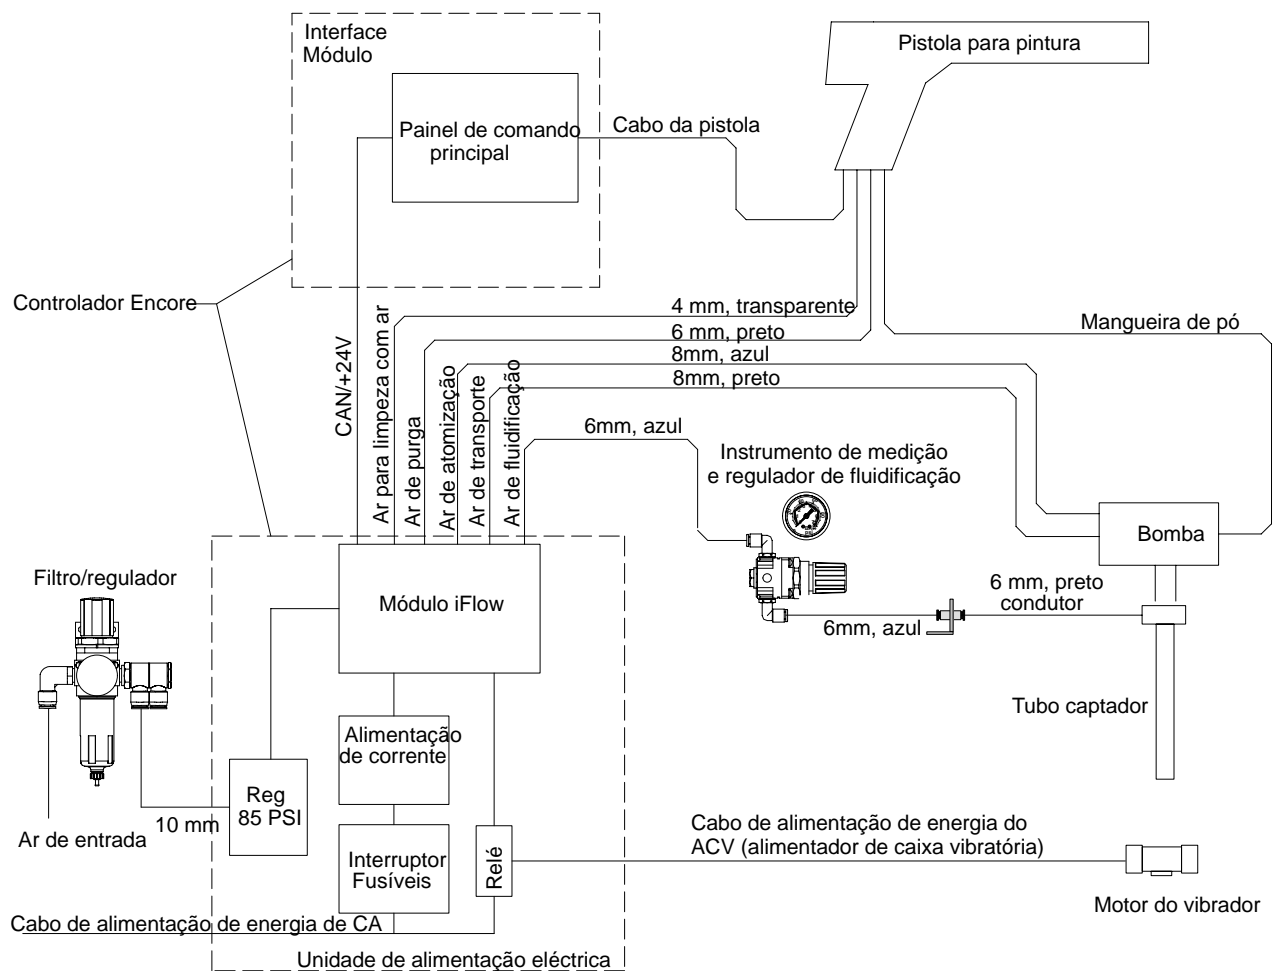 Interface
Módulo
Pistola para pintura
Painel de comando
principal
Cabo da pistola
Controlador Encore
4 mm, transparente
6 mm, preto
8mm, azul
8mm, preto
6mm, azul
Mangueira de pó
CAN/+24V
Ar para limpeza com ar
Ar de purga
Ar de atomização
Ar de transporte
Ar de fluidificação
Instrumento de medição
e regulador de fluidificação
Bomba
Filtro/regulador
Módulo iFlow
6 mm, preto
condutor
6mm, azul
Tubo captador
Alimentação
de corrente
Reg
85 PSI
10 mm
Ar de entrada
Interruptor
Fusíveis
Relé
Cabo de alimentação de energia do
ACV (alimentador de caixa vibratória)
Motor do vibrador
Cabo de alimentação de energia de CA
Unidade de alimentação eléctrica